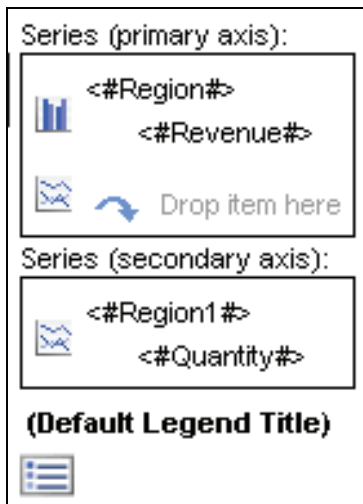 Series (primary axis):
<#Region#>
<#Revenue#>
Drop item here
Series (secondary axis):
<#Region1#>
<#Quantity#>
(Default Legend Title)